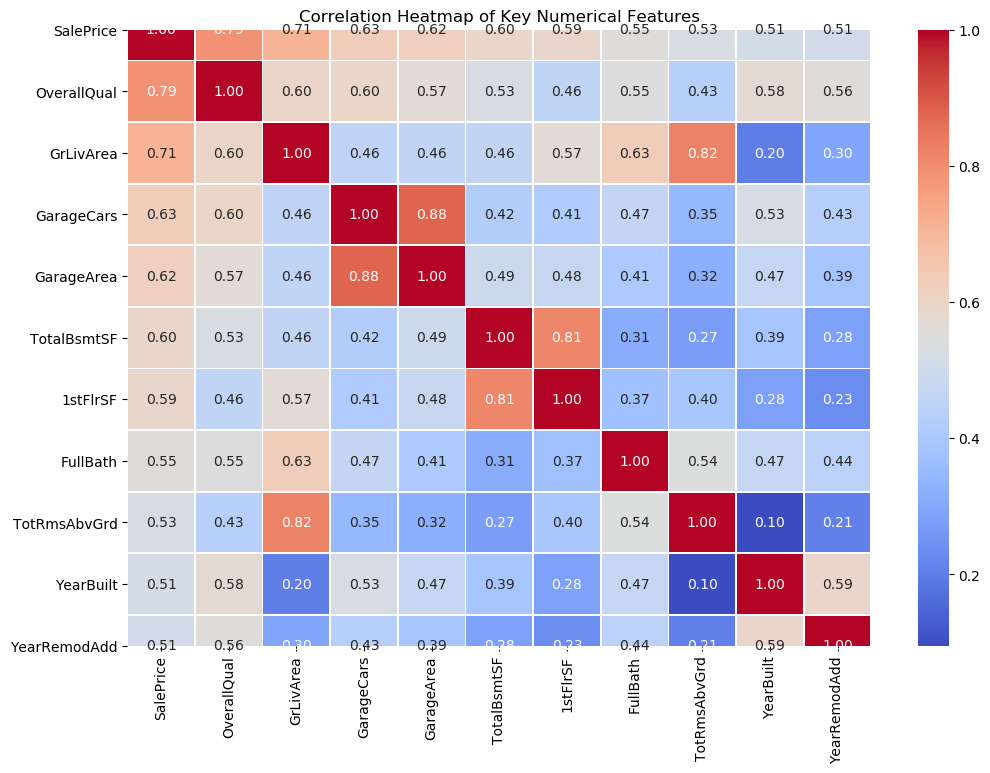 Correlation Heatmap of Key Numerical Features
SalePrice 1.00 0.79 0.71 0.63 0.62 0.60 0.59 0.55 0.53 0.51 0.51 1.0
OverallQual 0.79 1.00 0.60 0.60 0.57 0.53 0.46 0.55 0.43 0.58 0.56
GrLivArea 0.71 0.60 1.00 0.46 0.46 0.46 0.57 0.63 0.82 0.20 0.30 0.8
GarageCars 0.63 0.60 0.46 1.00 0.88 0.42 0.41 0.47 0.35 0.53 0.43
GarageArea 0.62 0.57 0.46 0.88 1.00 0.49 0.48 0.41 0.32 0.47 0.39
0.6
TotalBsmtSF 0.60 0.53 0.46 0.42 0.49 1.00 0.81 0.31 0.27 0.39 0.28
1stFlrSF 0.59 0.46 0.57 0.41 0.48 0.81 1.00 0.37 0.40 0.28 0.23
0.4
FullBath 0.55 0.55 0.63 0.47 0.41 0.31 0.37 1.00 0.54 0.47 0.44
TotRmsAbvGrd 0.53 0.43 0.82 0.35 0.32 0.27 0.40 0.54 1.00 0.10 0.21
YearBuilt 0.51 0.58 0.20 0.53 0.47 0.39 0.28 0.47 0.10 1.00 0.59 0.2
YearRemodAdd 0.51 0.56 0.30 0.43 0.39 0.28 0.23 0.44 0.21 0.59 1.00
SalePrice OverallQual GrLivArea GarageCars GarageArea TotalBsmtSF 1stFlrSF FullBath TotRmsAbvGrd YearBuilt YearRemodAdd